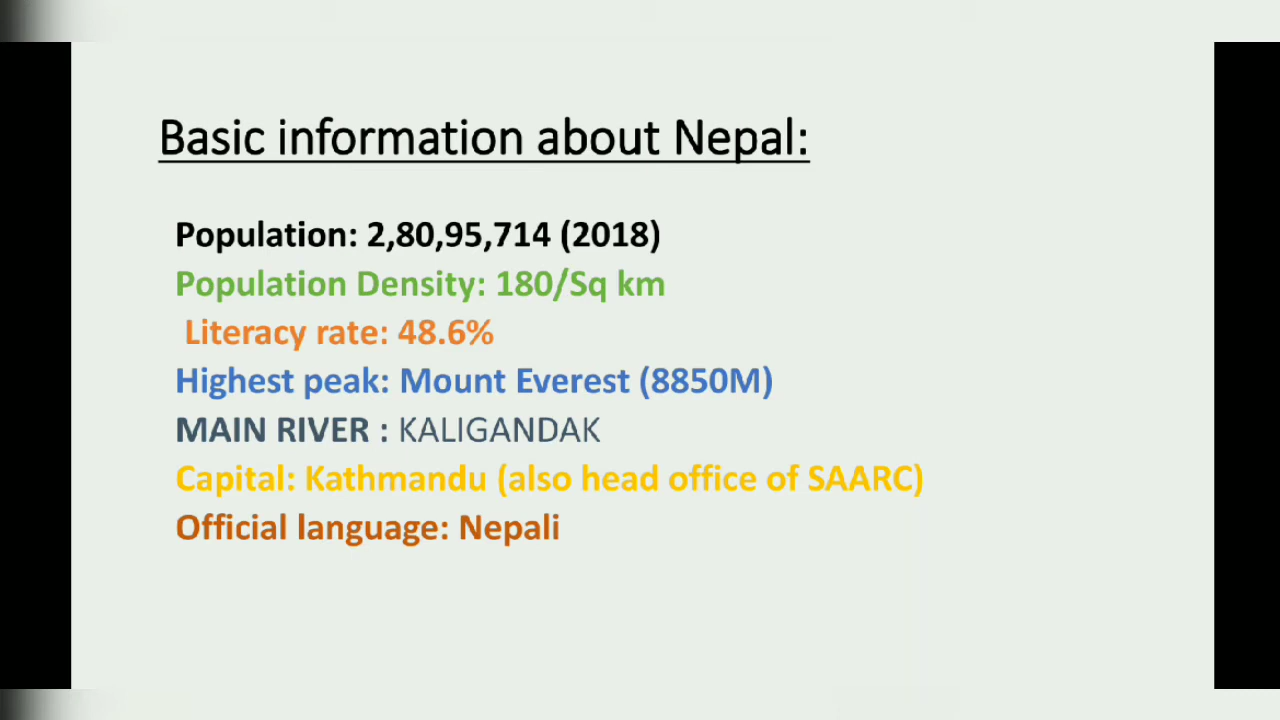 Basic information about Nepal:
Population: 2,80,95,714 (2018)
Population Density: 180/Sq km
Literacy rate: 48.6%
Highest peak: Mount Everest (8850M)
MAIN RIVER : KALIGANDAK
Capital: Kathmandu (also head office of SAARC)
Official language: Nepali